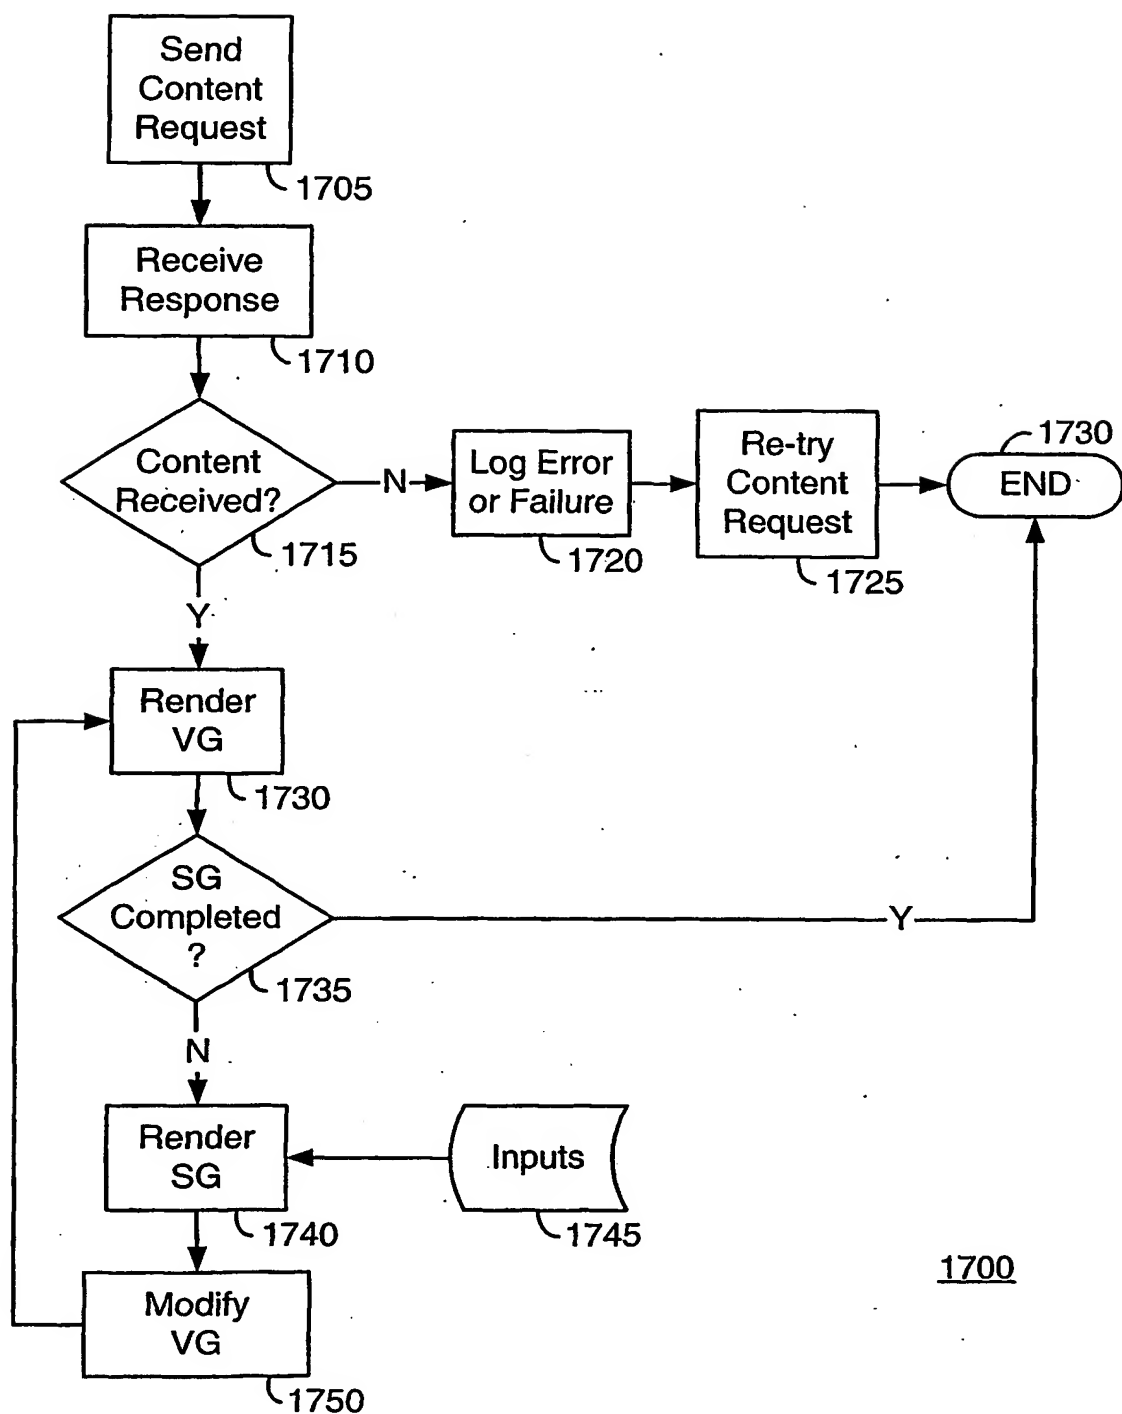 Send
Content
Request
1705
Receive
Response
1710
Content
Received?
1715
N
Log Error
or Failure
1720
Re-try
Content
Request
1725
1730
END
Y
Render
VG
1730
SG
Completed
?
1735
Y
N
Render
SG
1740
Inputs
1745
Modify
VG
1750
1700